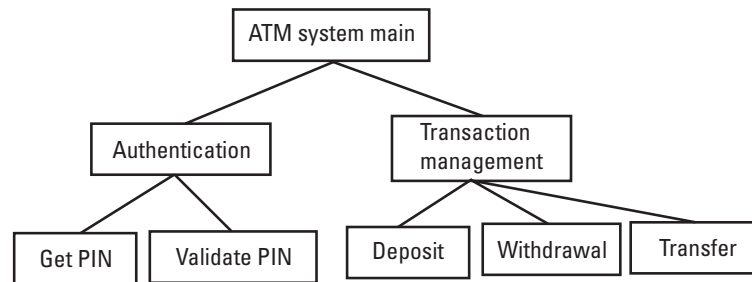 ATM system main
Authentication
Transaction
management
Get PIN
Validate PIN
Deposit
Withdrawal
Transfer